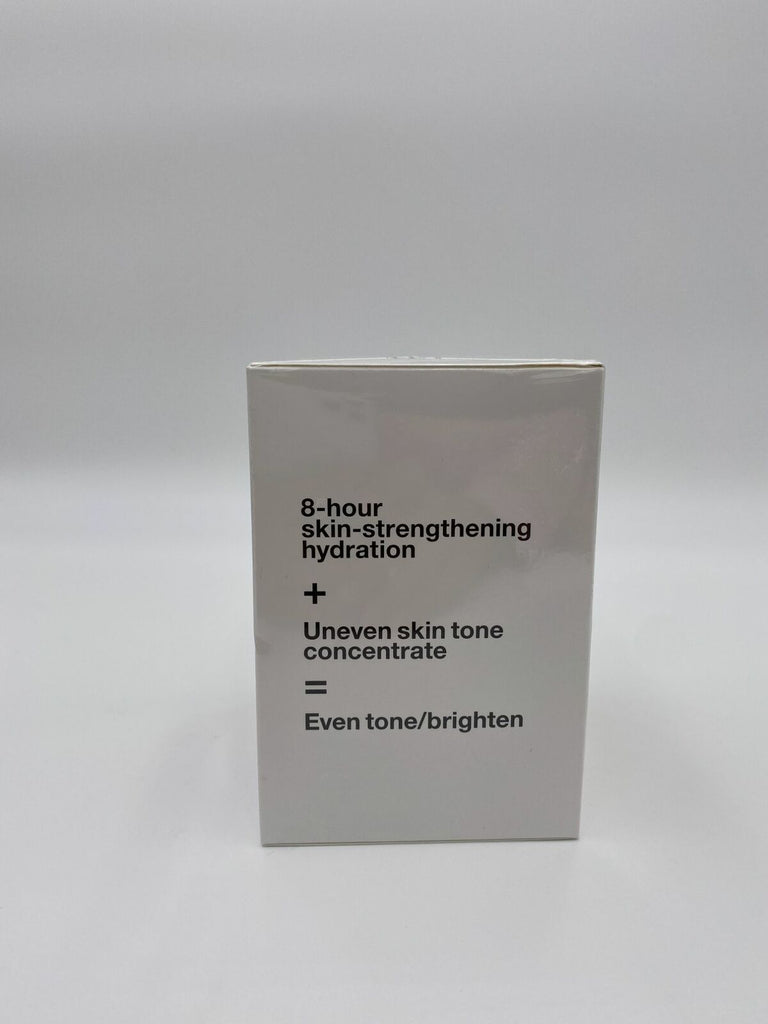 8-hour
skin-strengthening
hydration
+
Uneven skin tone
concentrate
=
Even tone/brighten